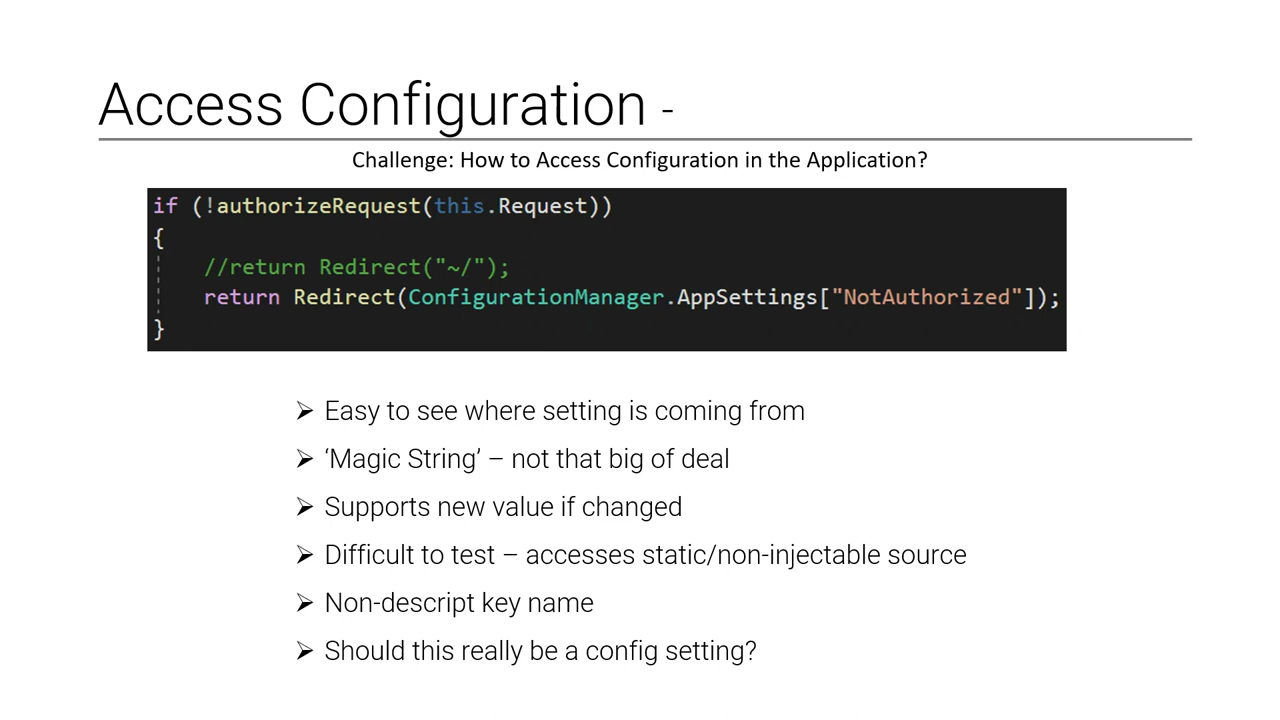 Access Configuration -
Challenge: How to Access Configuration in the Application?
if (!authorizeRequest(this.Request))
{
//return Redirect("~/");
return Redirect(ConfigurationManager.AppSettings["NotAuthorized"]);
}
➢ Easy to see where setting is coming from
➢ ‘Magic String’ – not that big of deal
➢ Supports new value if changed
➢ Difficult to test – accesses static/non-injectable source
➢ Non-descript key name
➢ Should this really be a config setting?